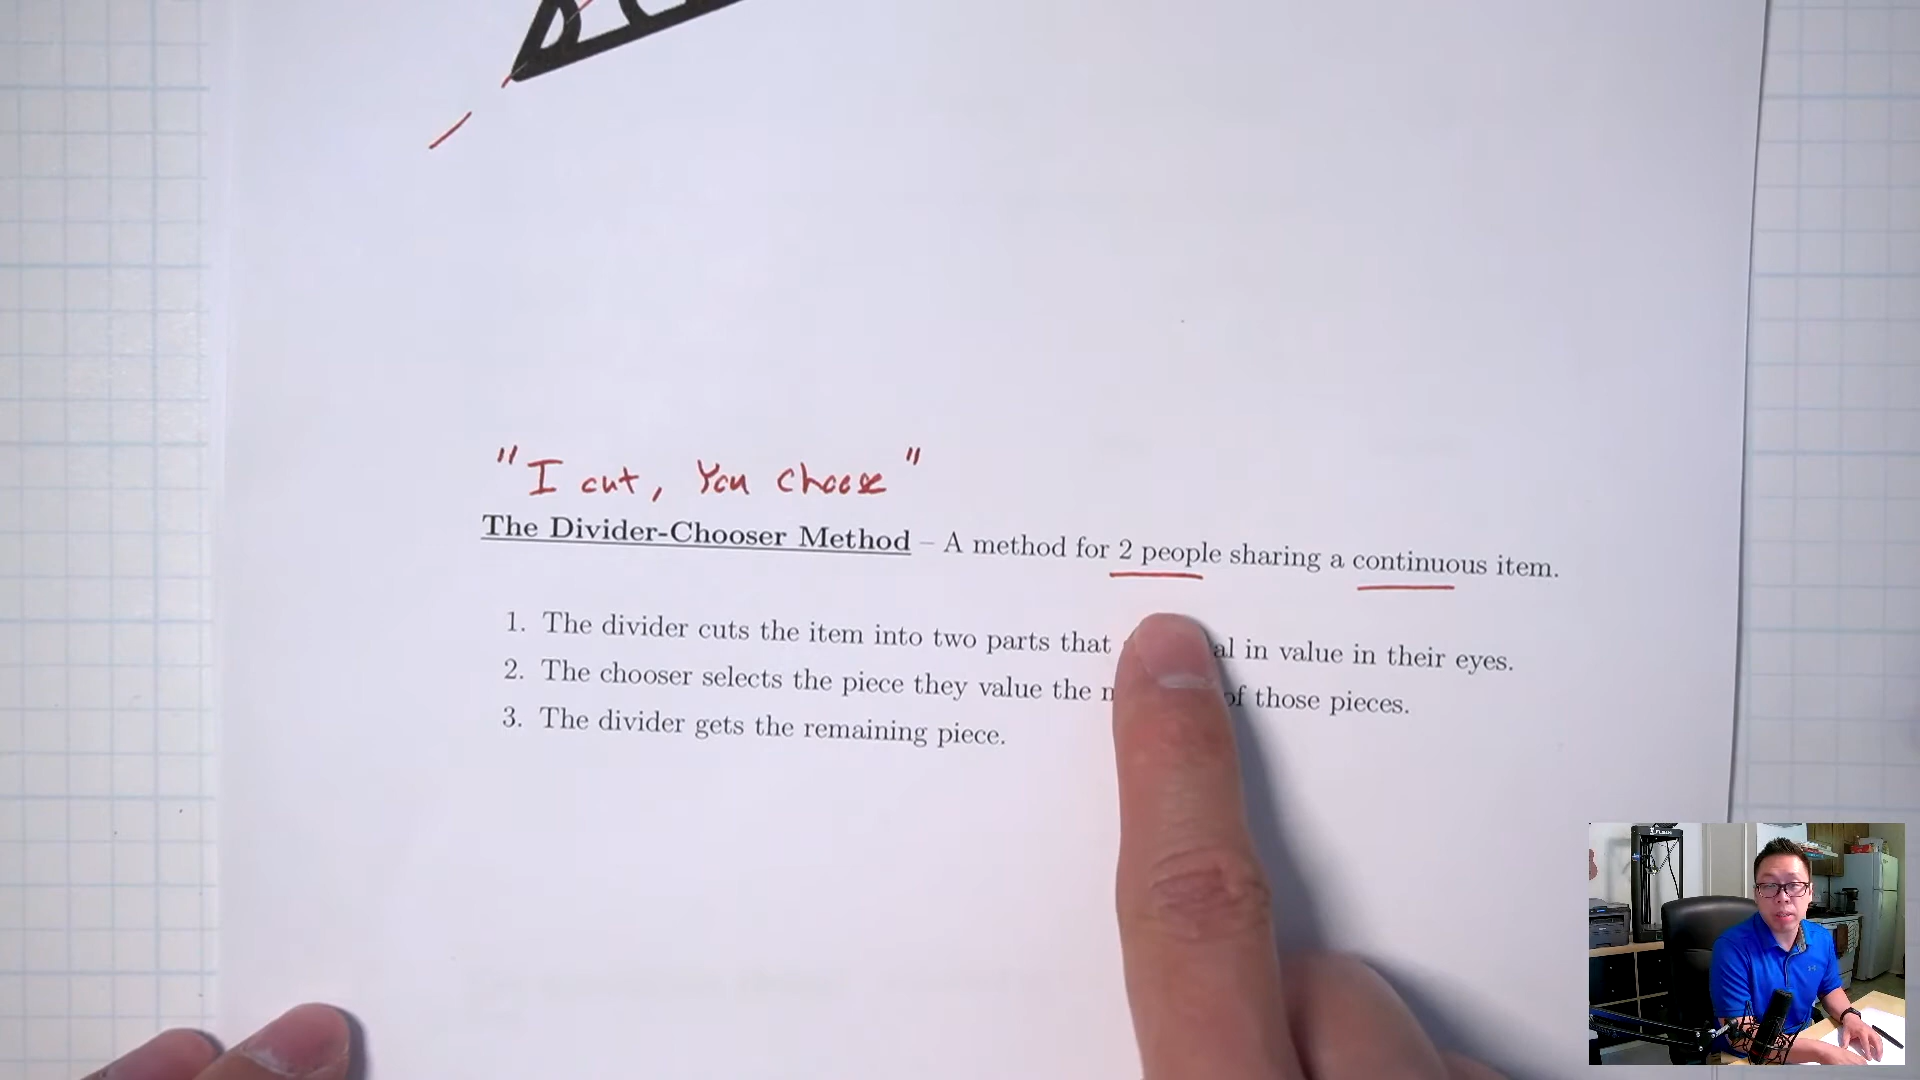 "I cut, You choose"
The Divider-Chooser Method – A method for 2 people sharing a continuous item.
1. The divider cuts the item into two parts that al in value in their eyes.
2. The chooser selects the piece they value the of those pieces.
3. The divider gets the remaining piece.